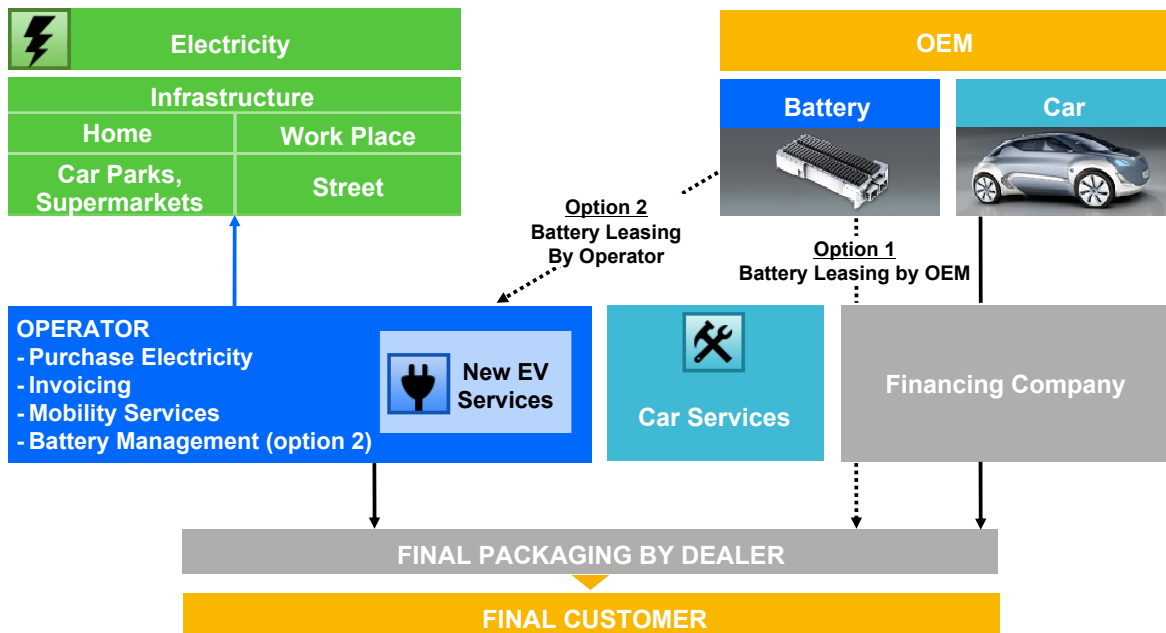 Electricity
OEM
Infrastructure
Home
Work Place
Car Parks,
Supermarkets
Street
Battery
Car
Option 2
Battery Leasing
By Operator
Option 1
Battery Leasing by OEM
OPERATOR
- Purchase Electricity
- Invoicing
- Mobility Services
- Battery Management (option 2)
New EV
Services
Car Services
Financing Company
FINAL PACKAGING BY DEALER
FINAL CUSTOMER